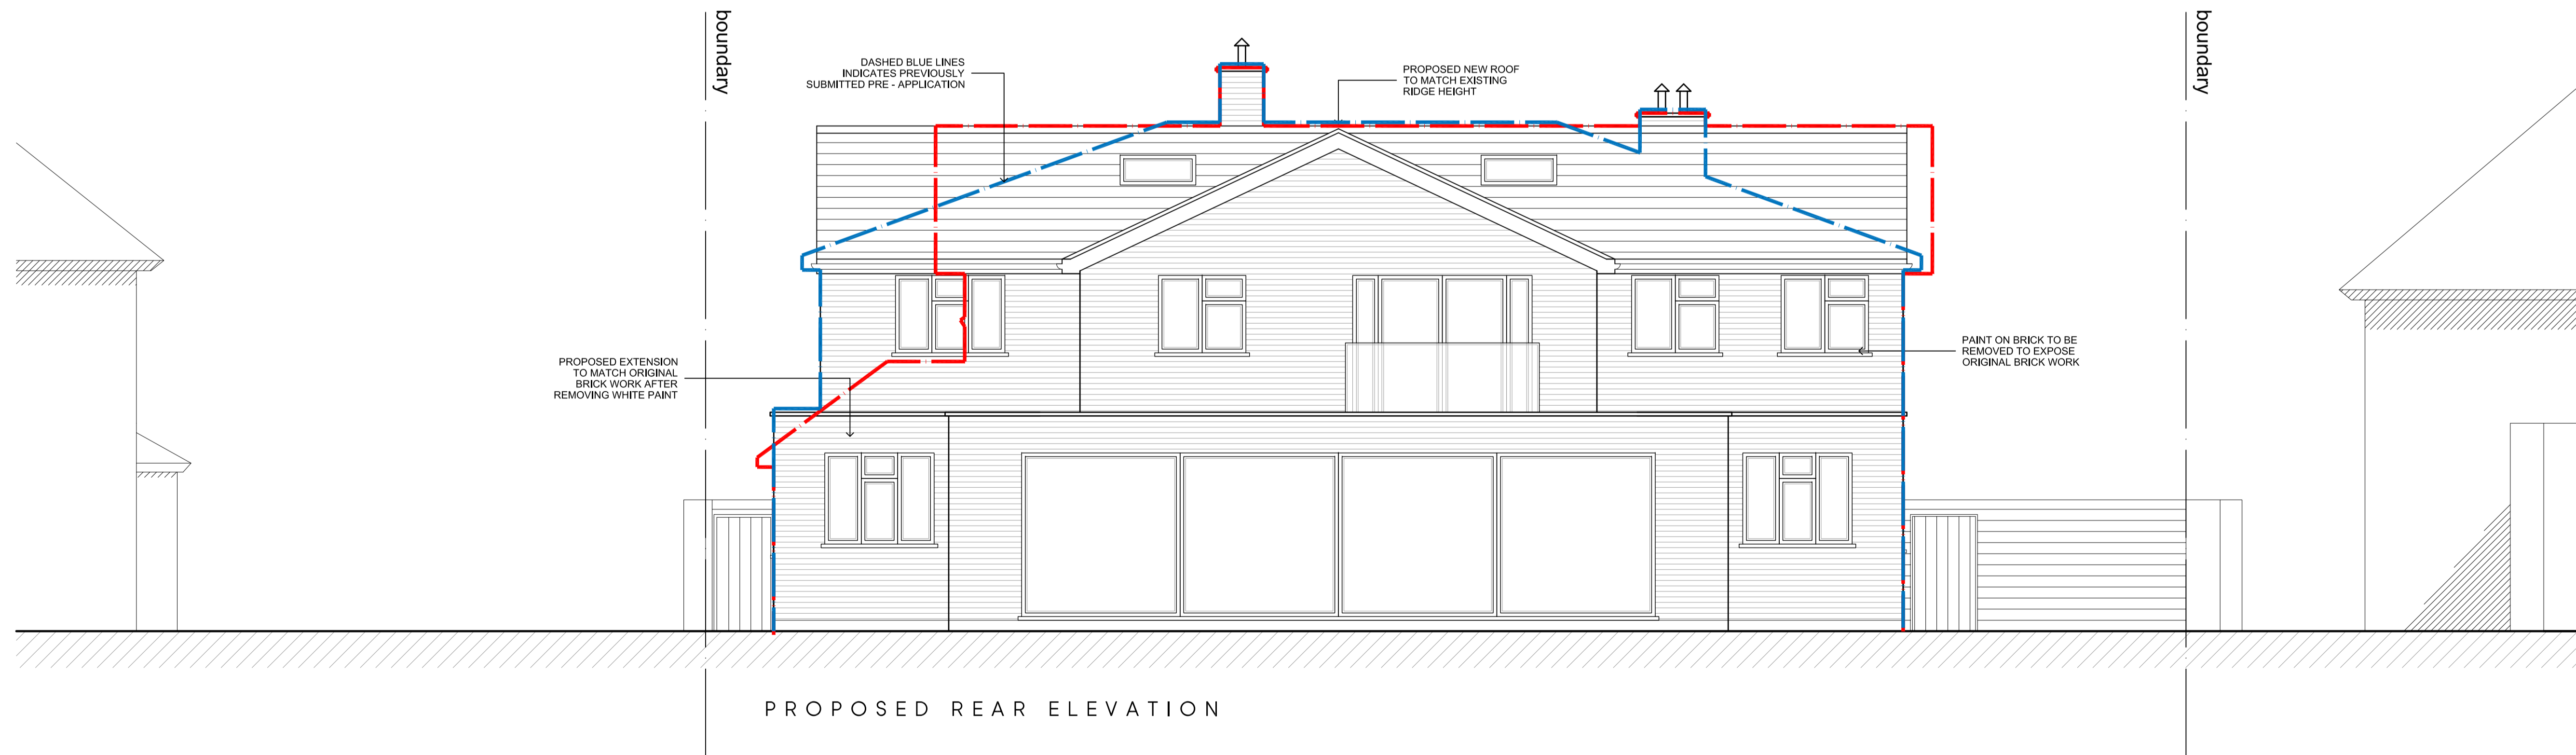 boundary
boundary
DASHED BLUE LINES
INDICATES PREVIOUSLY
SUBMITTED PRE - APPLICATION
PROPOSED NEW ROOF
TO MATCH EXISTING
RIDGE HEIGHT
PROPOSED EXTENSION
TO MATCH ORIGINAL
BRICK WORK AFTER
REMOVING WHITE PAINT
PAINT ON BRICK TO BE
REMOVED TO EXPOSE
ORIGINAL BRICK WORK
PROPOSED REAR ELEVATION